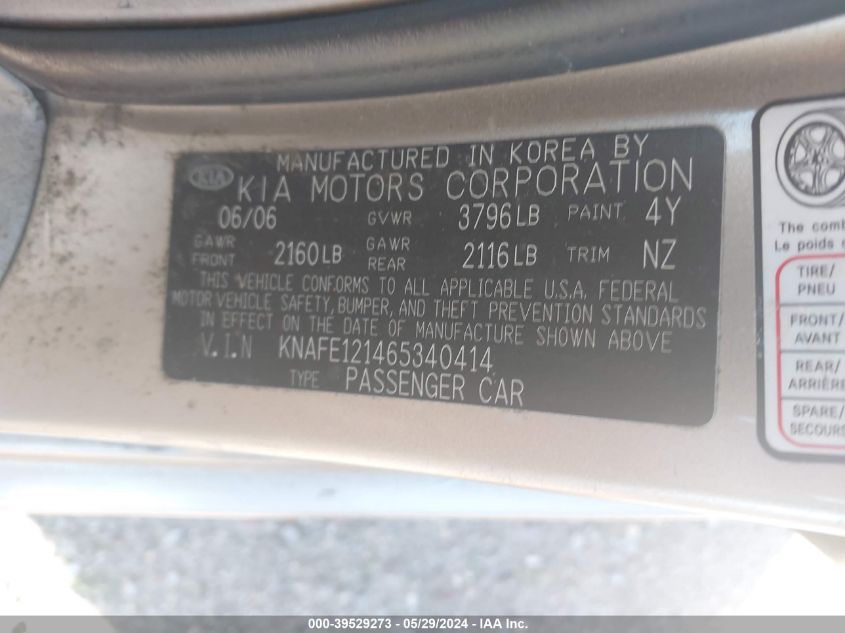 MANUFACTURED IN KOREA BY
KIA KIA MOTORS CORPORATION
06/06 GVWR 3796LB PAINT 4Y
GAWR FRONT 2160LB GAWR REAR 2116LB TRIM NZ
THIS VEHICLE CONFORMS TO ALL APPLICABLE U.S.A. FEDERAL
MOTOR VEHICLE SAFETY, BUMPER, AND THEFT PREVENTION STANDARDS
IN EFFECT ON THE DATE OF MANUFACTURE SHOWN ABOVE
V.I.N KNAFE121465340414
TYPE PASSENGER CAR
The comb
Le poids
TIRE/
PNEU
FRONT/
AVANT
REAR/
ARRIÈRE
SPARE/
SECOURS
000-39529273 - 05/29/2024 - IAA Inc.